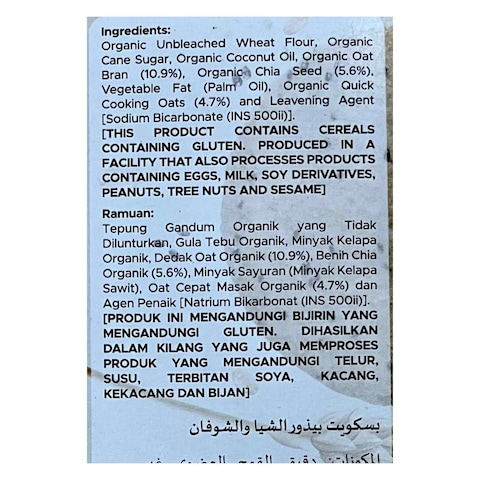 Ingredients:
Organic Unbleached Wheat Flour, Organic
Cane Sugar, Organic Coconut Oil, Organic Oat
Bran (10.9%), Organic Chia Seed (5.6%),
Vegetable Fat (Palm Oil), Organic Quick
Cooking Oats (4.7%) and Leavening Agent
[Sodium Bicarbonate (INS 500ii)].
[THIS PRODUCT CONTAINS CEREALS
CONTAINING GLUTEN. PRODUCED IN A
FACILITY THAT ALSO PROCESSES PRODUCTS
CONTAINING EGGS, MILK, SOY DERIVATIVES,
PEANUTS, TREE NUTS AND SESAME]
Ramuan:
Tepung Gandum Organik yang Tidak
Dilunturkan, Gula Tebu Organik, Minyak Kelapa
Organik, Dedak Oat Organik (10.9%), Benih Chia
Organik (5.6%), Minyak Sayuran (Minyak Kelapa
Sawit), Oat Cepat Masak Organik (4.7%) dan
Agen Penaik [Natrium Bikarbonat (INS 500ii)].
[PRODUK INI MENGANDUNGI BIJIRIN YANG
MENGANDUNGI GLUTEN. DIHASILKAN
DALAM KILANG YANG JUGA MEMPROSES
PRODUK YANG MENGANDUNGI TELUR,
SUSU, TERBITAN SOYA, KACANG,
KEKACANG DAN BIJAN]
بسكويت ببذور الشيا والشوفان
المكونات: دقيق القمح العضوي غير